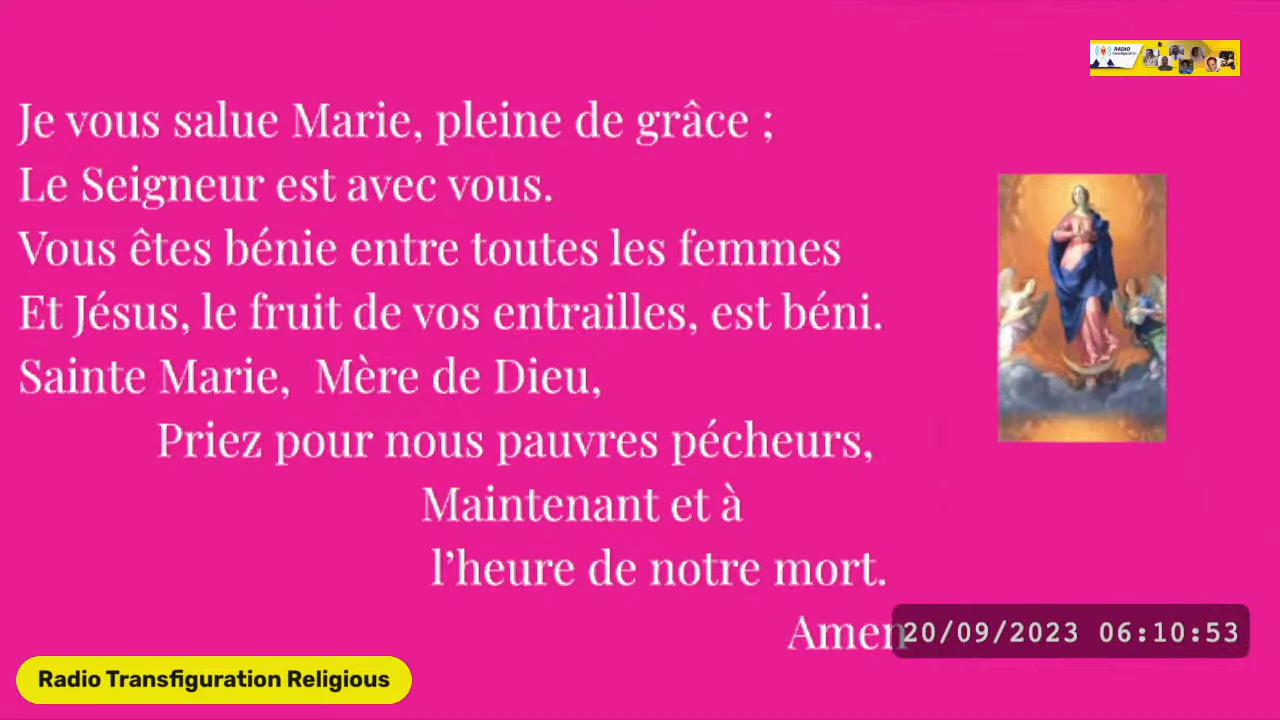 RADIO
Je vous salue Marie, pleine de grâce ;
Le Seigneur est avec vous.
Vous êtes bénie entre toutes les femmes
Et Jésus, le fruit de vos entrailles, est béni.
Sainte Marie, Mère de Dieu,
Priez pour nous pauvres pécheurs,
Maintenant et à
l’heure de notre mort.
Amen
20/09/2023 06:10:53
Radio Transfiguration Religious